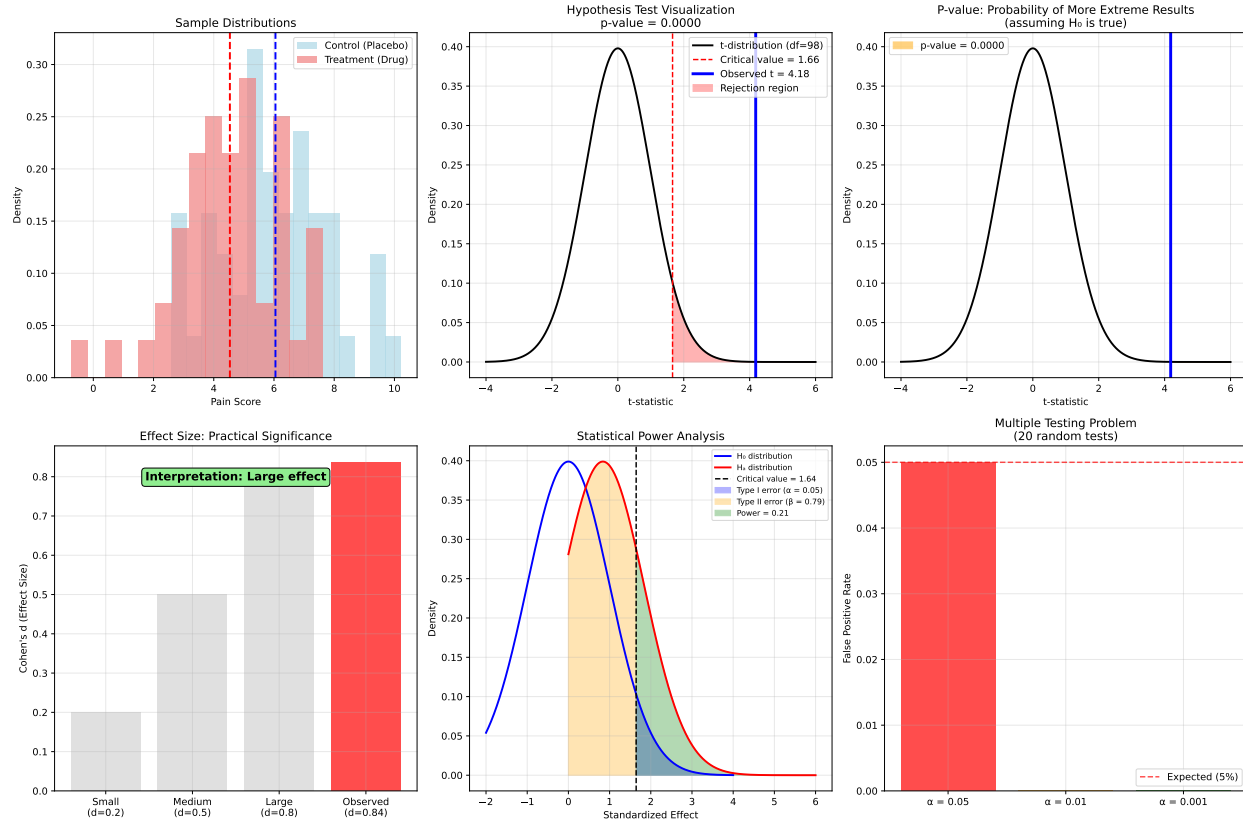 Sample Distributions
Control (Placebo)
Treatment (Drug)
Density
0.30
0.25
0.20
0.15
0.10
0.05
0.00
0
2
4
6
8
10
Pain Score
Hypothesis Test Visualization
p-value = 0.0000
t-distribution (df=98)
Critical value = 1.66
Observed t = 4.18
Rejection region
Density
0.40
0.35
0.30
0.25
0.20
0.15
0.10
0.05
0.00
−4
−2
0
2
4
6
t-statistic
P-value: Probability of More Extreme Results
(assuming H₀ is true)
p-value = 0.0000
Density
0.40
0.35
0.30
0.25
0.20
0.15
0.10
0.05
0.00
−4
−2
0
2
4
6
t-statistic
Effect Size: Practical Significance
Interpretation: Large effect
Cohen's d (Effect Size)
0.8
0.7
0.6
0.5
0.4
0.3
0.2
0.1
0.0
Small
(d=0.2)
Medium
(d=0.5)
Large
(d=0.8)
Observed
(d=0.84)
Statistical Power Analysis
H₀ distribution
Hₐ distribution
Critical value = 1.64
Type I error (α = 0.05)
Type II error (β = 0.79)
Power = 0.21
Density
0.40
0.35
0.30
0.25
0.20
0.15
0.10
0.05
0.00
−2
−1
0
1
2
3
4
5
6
Standardized Effect
Multiple Testing Problem
(20 random tests)
False Positive Rate
0.05
0.04
0.03
0.02
0.01
0.00
Expected (5%)
α = 0.05
α = 0.01
α = 0.001